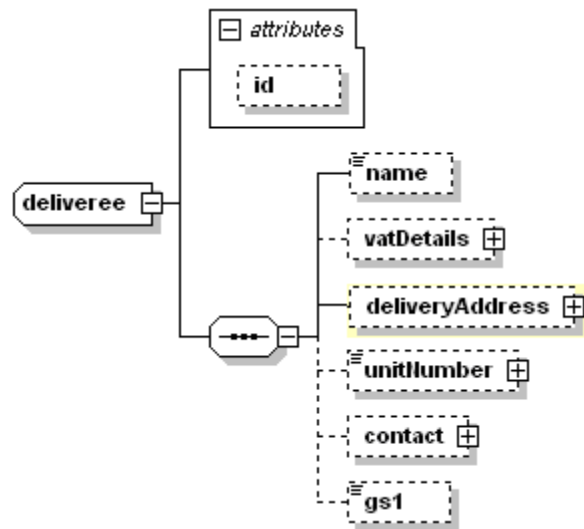 attributes
id
deliveree
name
vatDetails
deliveryAddress
unitNumber
contact
gs1